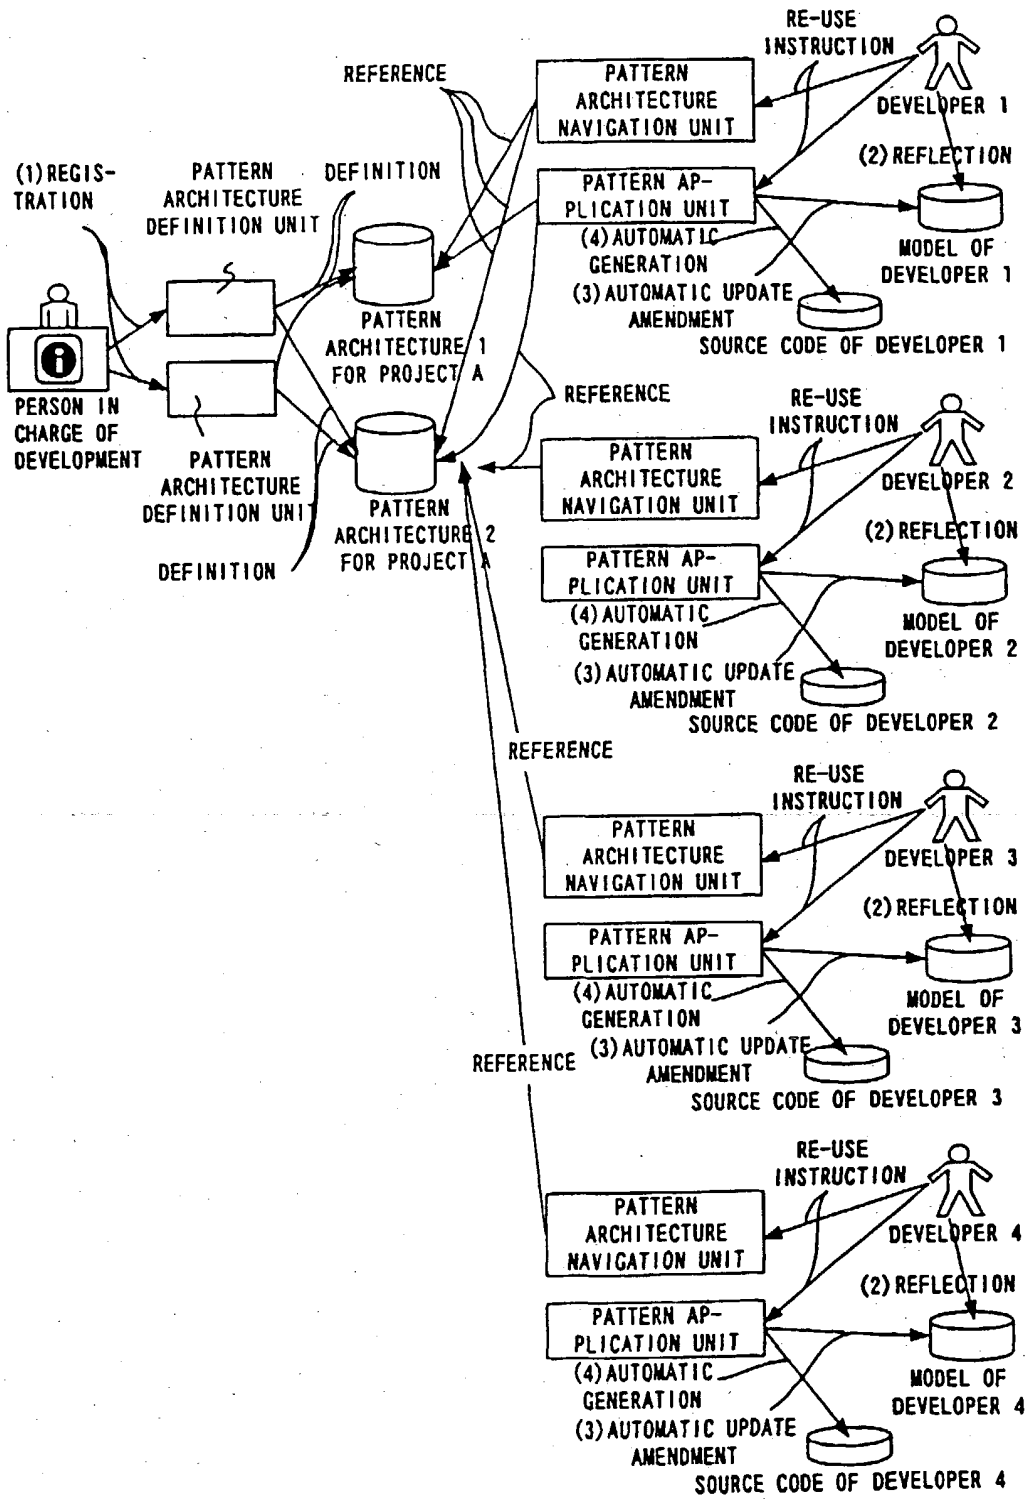 RE-USE
INSTRUCTION
REFERENCE
PATTERN
ARCHITECTURE
NAVIGATION UNIT
DEVELOPER 1
(1)REGIS-
TRATION
PATTERN
ARCHITECTURE
DEFINITION UNIT
DEFINITION
PATTERN AP-
PLICATION UNIT
(2)REFLECTION
(4)AUTOMATIC
GENERATION
MODEL OF
DEVELOPER 1
(3)AUTOMATIC UPDATE
AMENDMENT
SOURCE CODE OF DEVELOPER 1
PATTERN
ARCHITECTURE 1
FOR PROJECT A
i
PERSON IN
CHARGE OF
DEVELOPMENT
REFERENCE
PATTERN
ARCHITECTURE
DEFINITION UNIT
DEFINITION
PATTERN
ARCHITECTURE 2
FOR PROJECT A
RE-USE
INSTRUCTION
PATTERN
ARCHITECTURE
NAVIGATION UNIT
DEVELOPER 2
(2)REFLECTION
PATTERN AP-
PLICATION UNIT
(4)AUTOMATIC
GENERATION
MODEL OF
DEVELOPER 2
(3)AUTOMATIC UPDATE
AMENDMENT
SOURCE CODE OF DEVELOPER 2
REFERENCE
RE-USE
INSTRUCTION
PATTERN
ARCHITECTURE
NAVIGATION UNIT
DEVELOPER 3
(2)REFLECTION
PATTERN AP-
PLICATION UNIT
(4)AUTOMATIC
GENERATION
MODEL OF
DEVELOPER 3
(3)AUTOMATIC UPDATE
AMENDMENT
SOURCE CODE OF DEVELOPER 3
REFERENCE
RE-USE
INSTRUCTION
PATTERN
ARCHITECTURE
NAVIGATION UNIT
DEVELOPER 4
(2)REFLECTION
PATTERN AP-
PLICATION UNIT
(4)AUTOMATIC
GENERATION
MODEL OF
DEVELOPER 4
(3)AUTOMATIC UPDATE
AMENDMENT
SOURCE CODE OF DEVELOPER 4